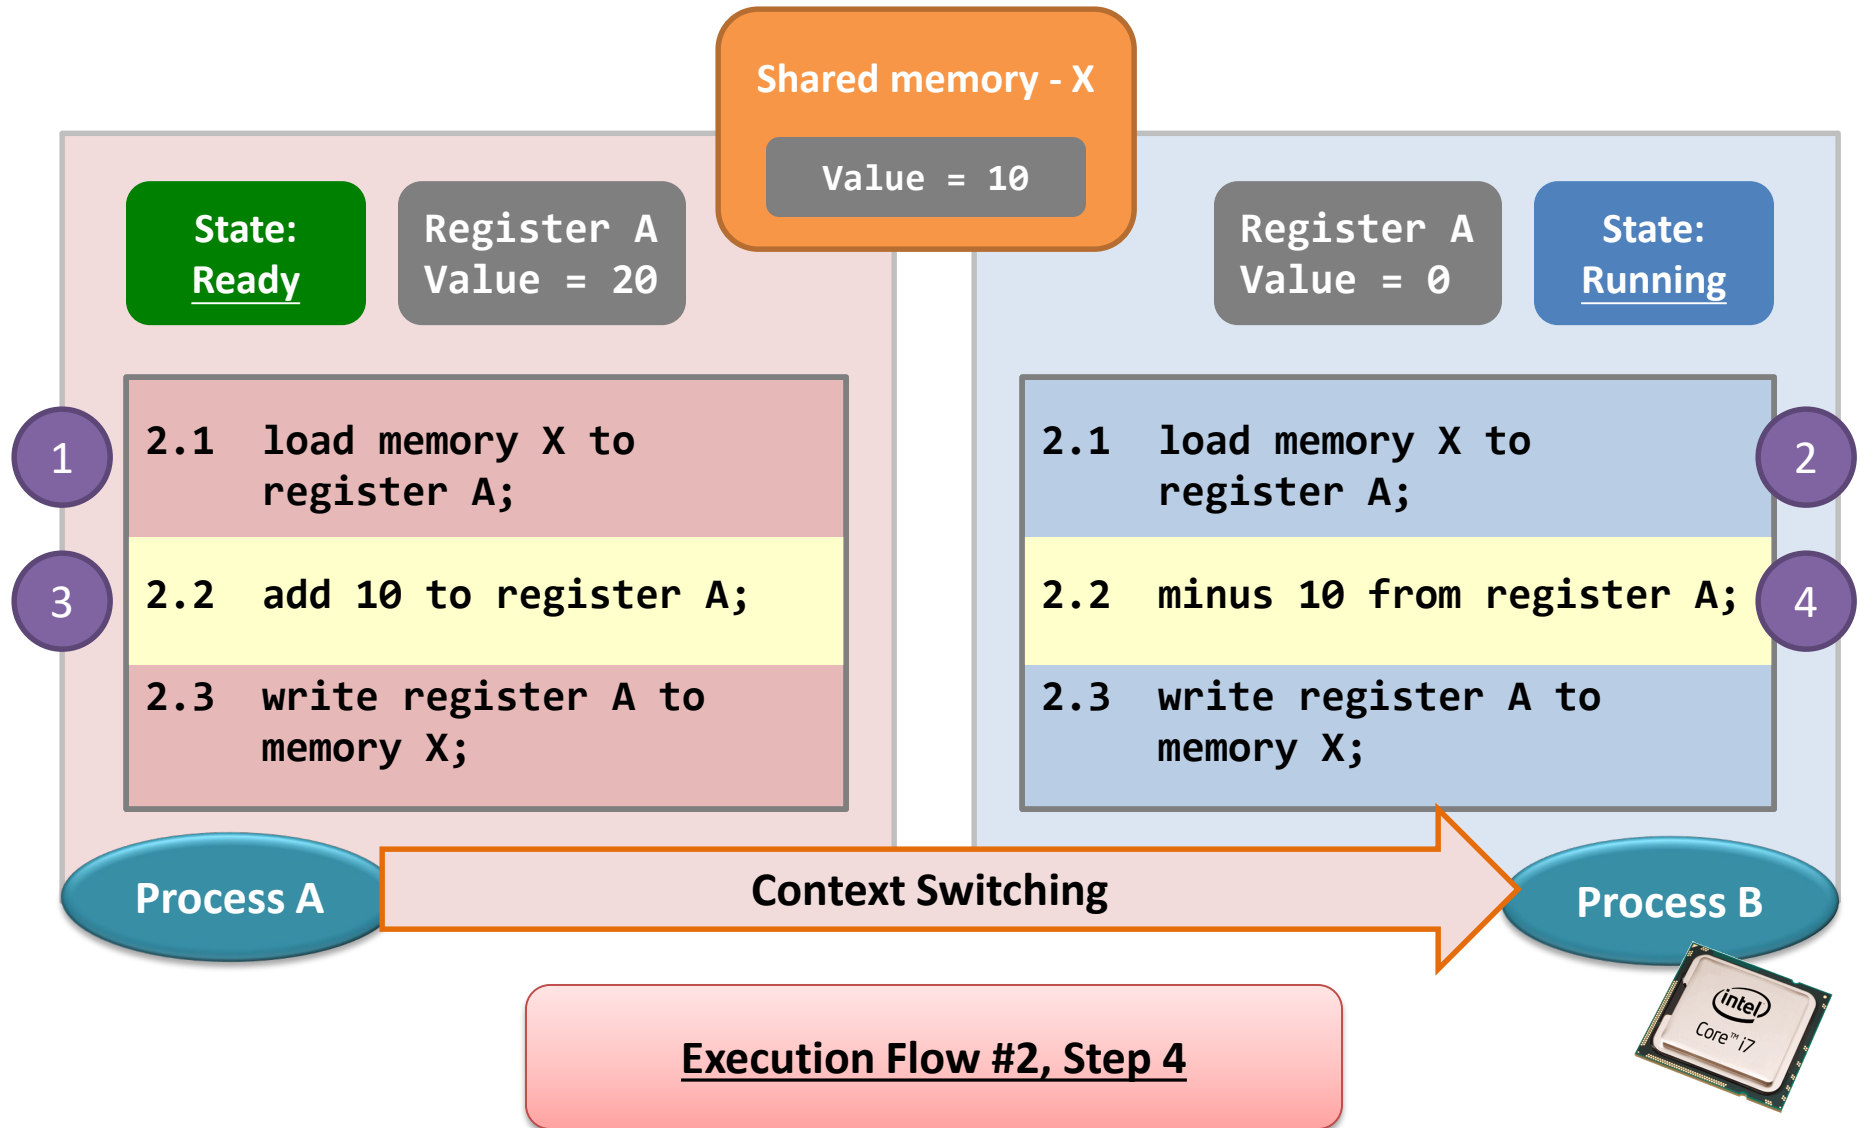 Shared memory - X
Value = 10
State:
Ready
Register A
Value = 20
Register A
Value = 0
State:
Running
1
2.1 load memory X to
register A;
3
2.2 add 10 to register A;
2.3 write register A to
memory X;
2.1 load memory X to
register A;
2
2.2 minus 10 from register A;
4
2.3 write register A to
memory X;
Process A
Context Switching
Process B
Execution Flow #2, Step 4
intel
Core™ i7